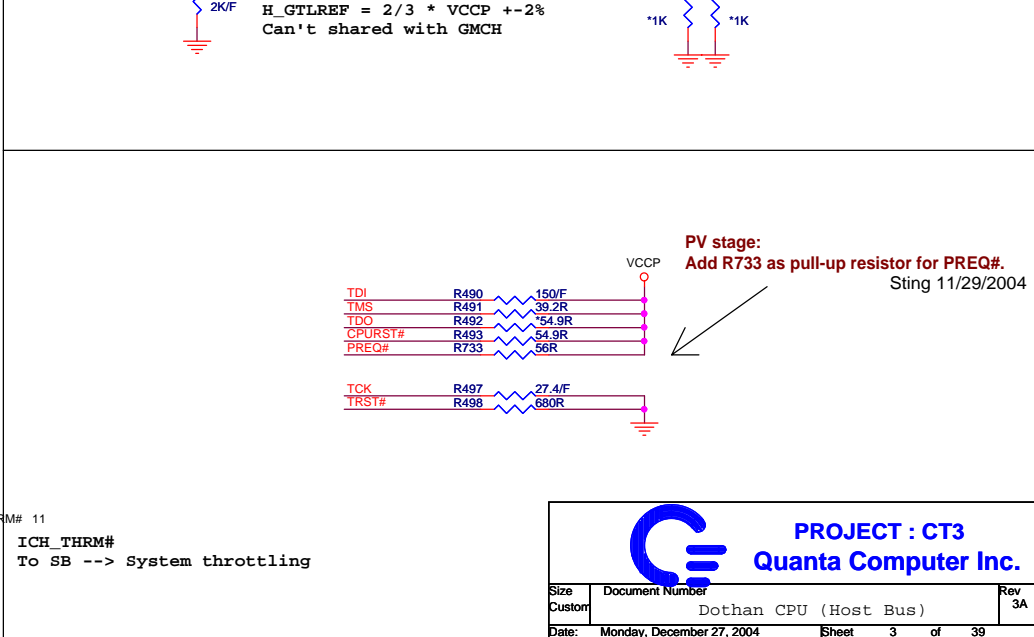 2K/F
H_GTLREF = 2/3 * VCCP +-2%
Can't shared with GMCH
*1K *1K
PV stage:
VCCP Add R733 as pull-up resistor for PREQ#.
Sting 11/29/2004
TDI R490 150/F
TMS R491 39.2R
TDO R492 *54.9R
CPURST# R493 54.9R
PREQ# R733 56R
TCK R497 27.4/F
TRST# R498 680R
RM# 11
ICH_THRM#
To SB --> System throttling
PROJECT : CT3
Quanta Computer Inc.
Size Document Number Rev
Custom Dothan CPU (Host Bus) 3A
Date: Monday, December 27, 2004 Sheet 3 of 39